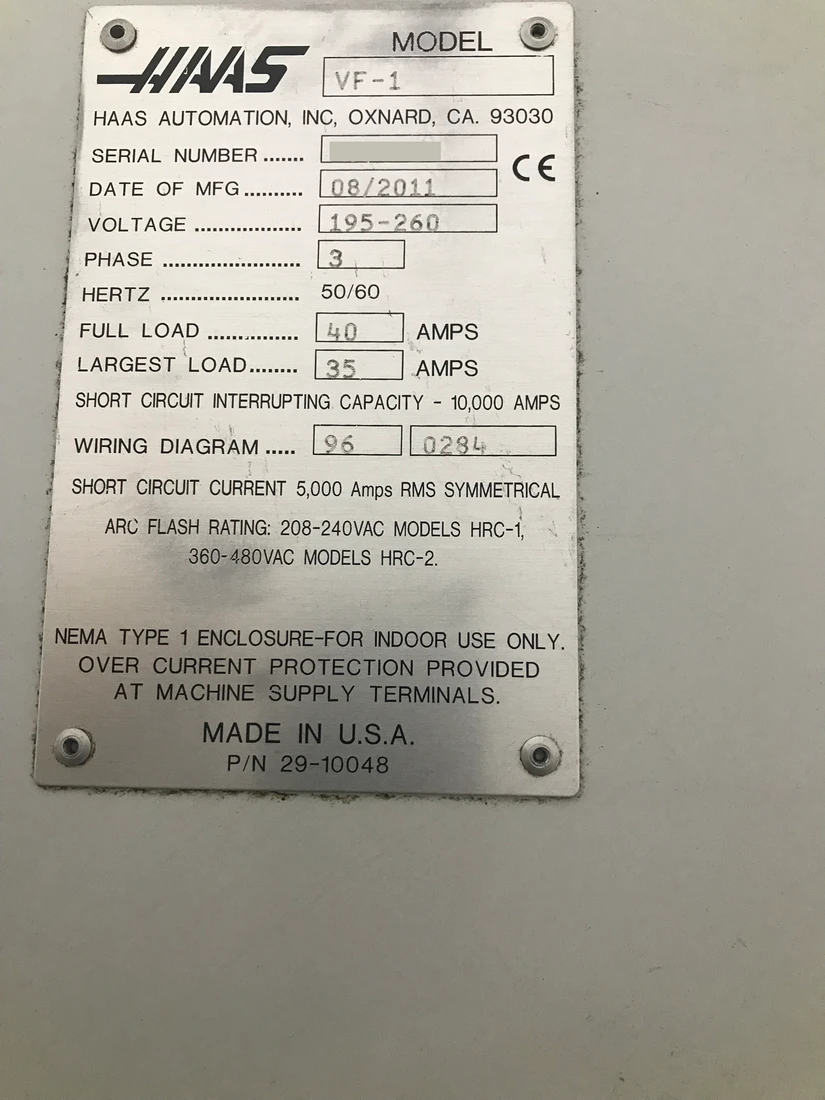 HAAS
MODEL
VF-1
HAAS AUTOMATION, INC, OXNARD, CA. 93030
SERIAL NUMBER .......
CE
DATE OF MFG.......... 08/2011
VOLTAGE .................. 195-260
PHASE ....................... 3
HERTZ ....................... 50/60
FULL LOAD ............... 40 AMPS
LARGEST LOAD........ 35 AMPS
SHORT CIRCUIT INTERRUPTING CAPACITY - 10,000 AMPS
WIRING DIAGRAM ..... 96 0284
SHORT CIRCUIT CURRENT 5,000 Amps RMS SYMMETRICAL
ARC FLASH RATING: 208-240VAC MODELS HRC-1,
360-480VAC MODELS HRC-2.
NEMA TYPE 1 ENCLOSURE-FOR INDOOR USE ONLY.
OVER CURRENT PROTECTION PROVIDED
AT MACHINE SUPPLY TERMINALS.
MADE IN U.S.A.
P/N 29-10048